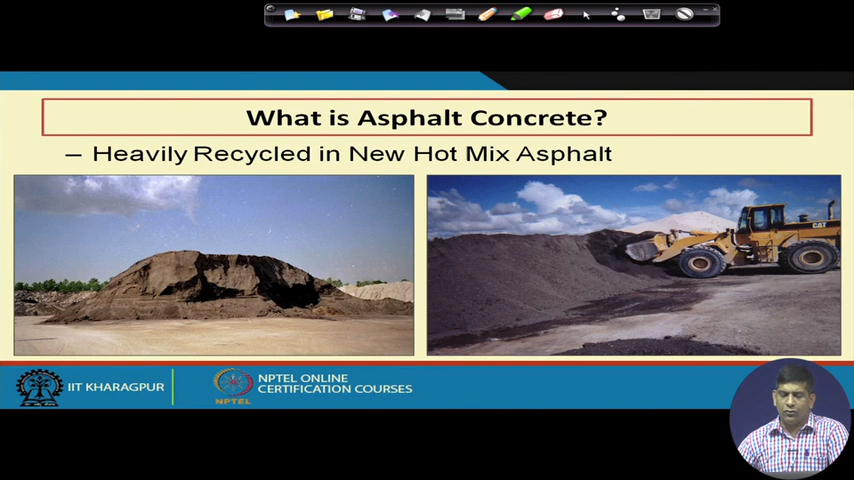 What is Asphalt Concrete?
– Heavily Recycled in New Hot Mix Asphalt
CAT
IIT KHARAGPUR
NPTEL
NPTEL ONLINE
CERTIFICATION COURSES